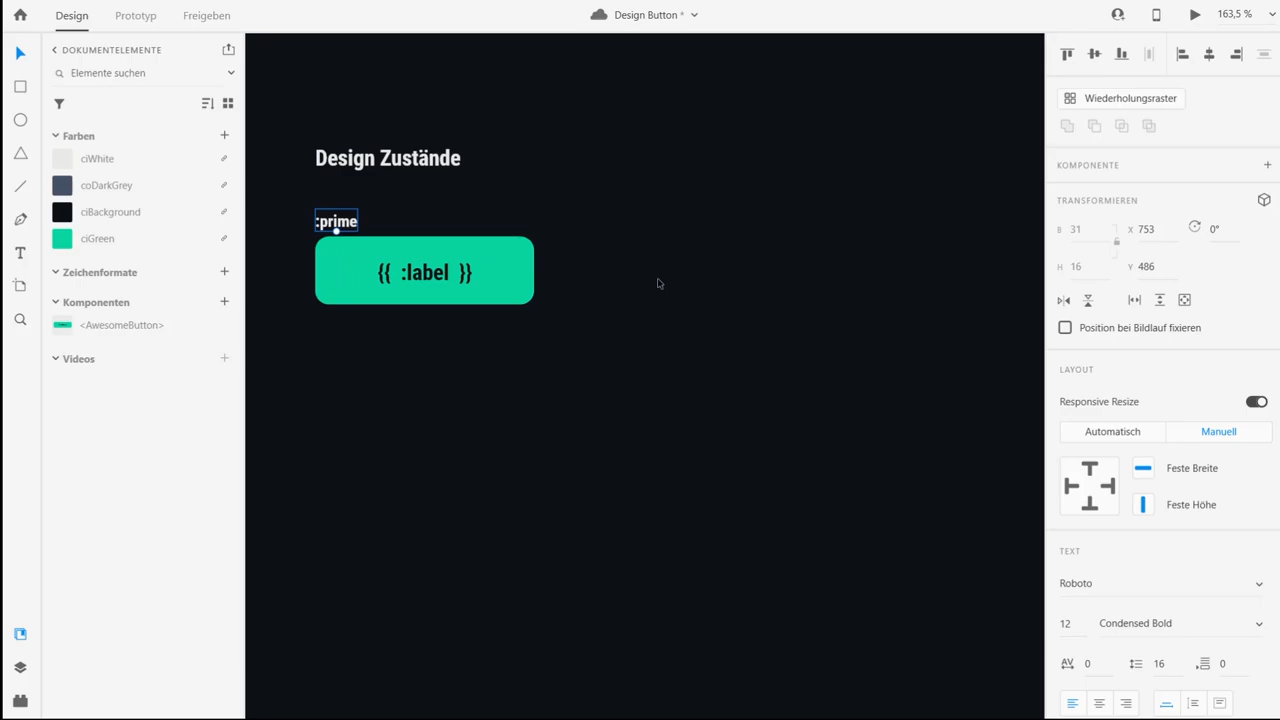 Design Prototyp Freigeben Design Button * 163,5 %
DOKUMENTELEMENTE
Elemente suchen
Farben
ciWhite
coDarkGrey
ciBackground
ciGreen
Zeichenformate
Komponenten
<AwesomeButton>
Videos
Design Zustände
:prime
{{ :label }}
Wiederholungsraster
KOMPONENTE
TRANSFORMIEREN
B 31 X 753 0°
H 16 Y 486
Position bei Bildlauf fixieren
LAYOUT
Responsive Resize
Automatisch Manuell
Feste Breite
Feste Höhe
TEXT
Roboto
12 Condensed Bold
AV 0 16 0